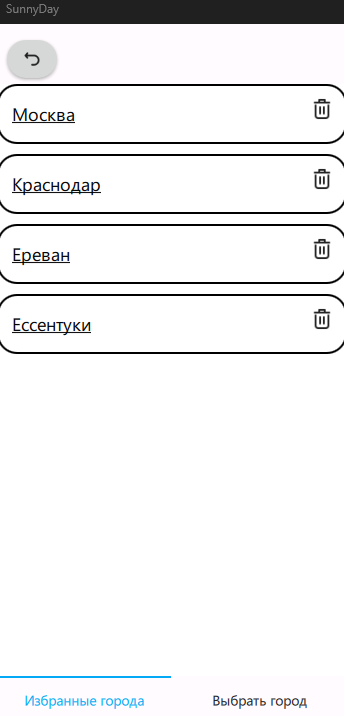 SunnyDay
Москва
Краснодар
Ереван
Ессентуки
Избранные города
Выбрать город